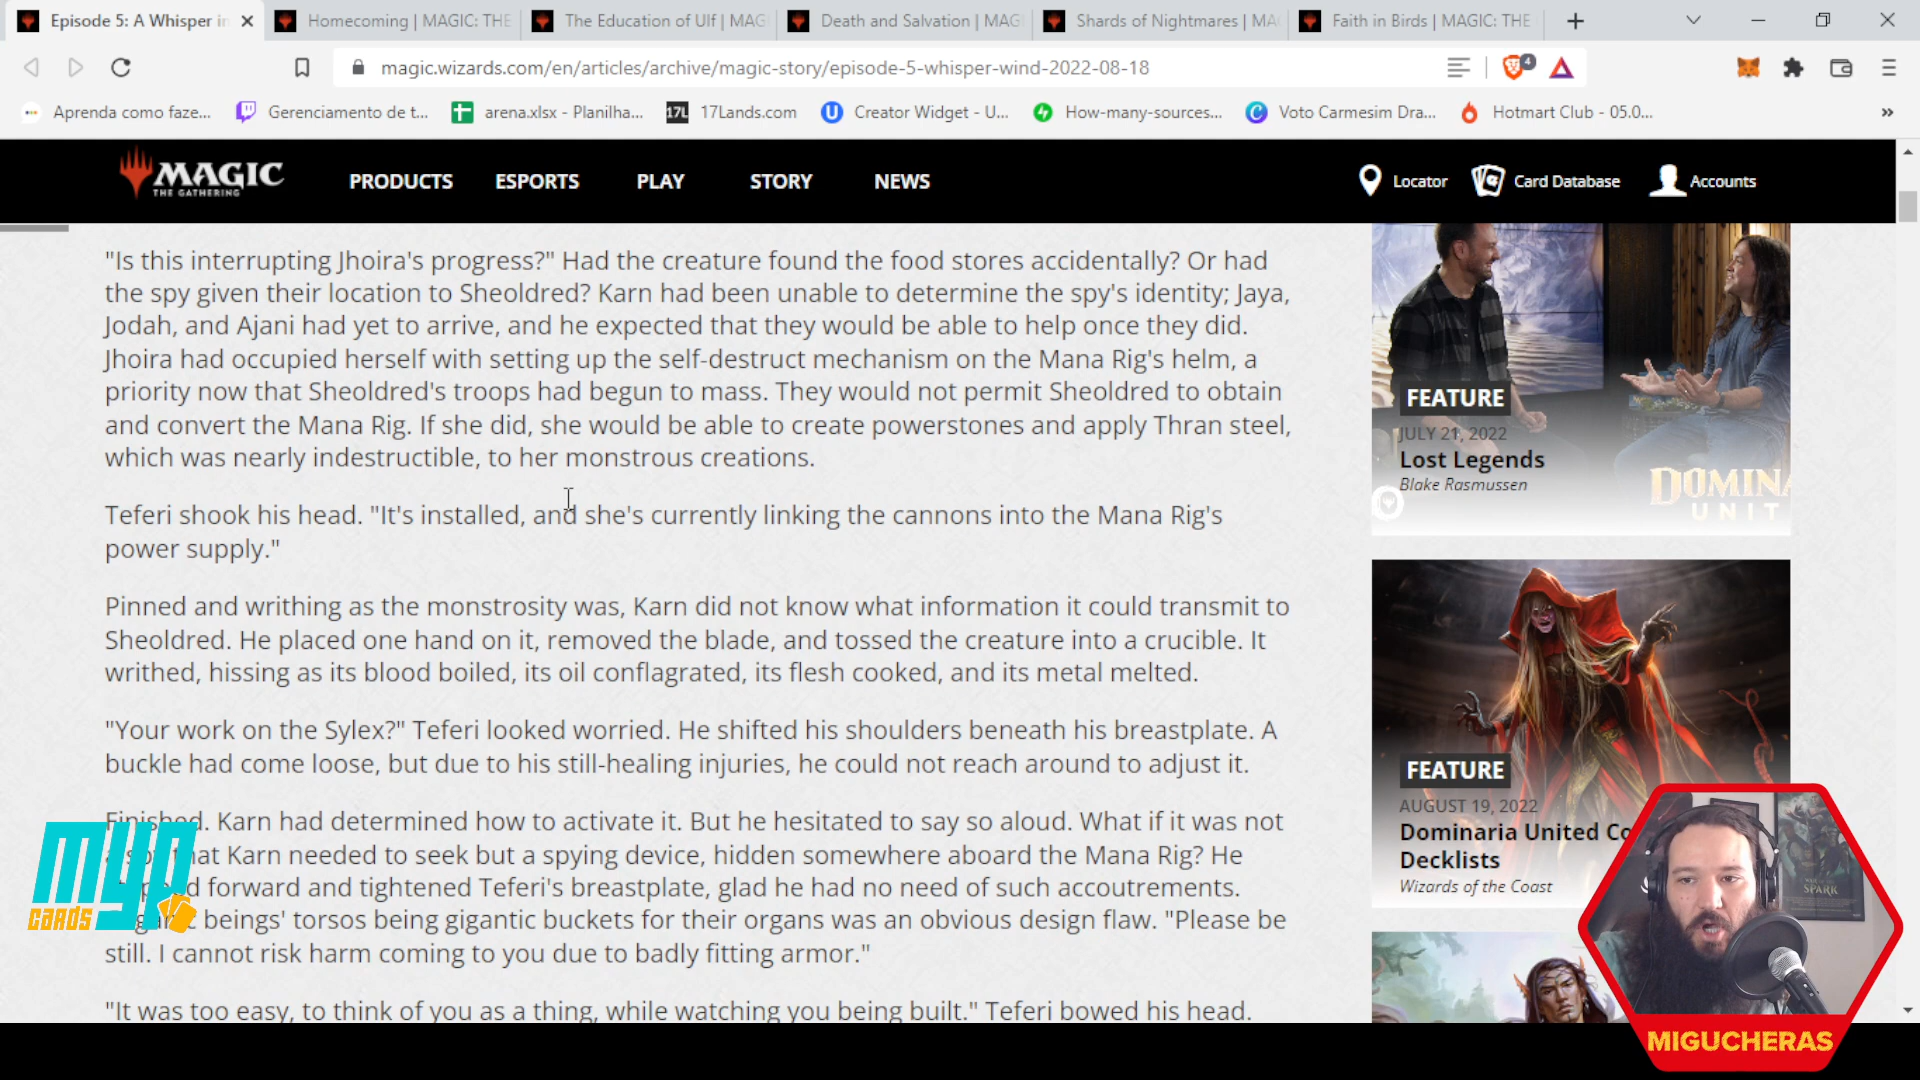 Episode 5: A Whisper in
Homecoming | MAGIC: THE
The Education of Ulf | MAG
Death and Salvation | MAG
Shards of Nightmares | MA
Faith in Birds | MAGIC: THE
magic.wizards.com/en/articles/archive/magic-story/episode-5-whisper-wind-2022-08-18
4
Aprenda como faze...
Gerenciamento de t...
arena.xlsx - Planilha...
17L
17Lands.com
Creator Widget - U...
How-many-sources...
Voto Carmesim Dra...
Hotmart Club - 05.0...
MAGIC
THE GATHERING
PRODUCTS
ESPORTS
PLAY
STORY
NEWS
Locator
Card Database
Accounts
"Is this interrupting Jhoira's progress?" Had the creature found the food stores accidentally? Or had
the spy given their location to Sheoldred? Karn had been unable to determine the spy's identity; Jaya,
Jodah, and Ajani had yet to arrive, and he expected that they would be able to help once they did.
Jhoira had occupied herself with setting up the self-destruct mechanism on the Mana Rig's helm, a
priority now that Sheoldred's troops had begun to mass. They would not permit Sheoldred to obtain
and convert the Mana Rig. If she did, she would be able to create powerstones and apply Thran steel,
which was nearly indestructible, to her monstrous creations.
Teferi shook his head. "It's installed, and she's currently linking the cannons into the Mana Rig's
power supply."
Pinned and writhing as the monstrosity was, Karn did not know what information it could transmit to
Sheoldred. He placed one hand on it, removed the blade, and tossed the creature into a crucible. It
writhed, hissing as its blood boiled, its oil conflagrated, its flesh cooked, and its metal melted.
"Your work on the Sylex?" Teferi looked worried. He shifted his shoulders beneath his breastplate. A
buckle had come loose, but due to his still-healing injuries, he could not reach around to adjust it.
Finished. Karn had determined how to activate it. But he hesitated to say so aloud. What if it was not
that Karn needed to seek but a spying device, hidden somewhere aboard the Mana Rig? He
forward and tightened Teferi's breastplate, glad he had no need of such accoutrements.
beings' torsos being gigantic buckets for their organs was an obvious design flaw. "Please be
still. I cannot risk harm coming to you due to badly fitting armor."
"It was too easy, to think of you as a thing, while watching you being built." Teferi bowed his head.
FEATURE
JULY 21, 2022
Lost Legends
Blake Rasmussen
DOMINA
UNIT
FEATURE
AUGUST 19, 2022
Dominaria United Co
Decklists
Wizards of the Coast
myp
cards
SPARK
MIGUCHERAS